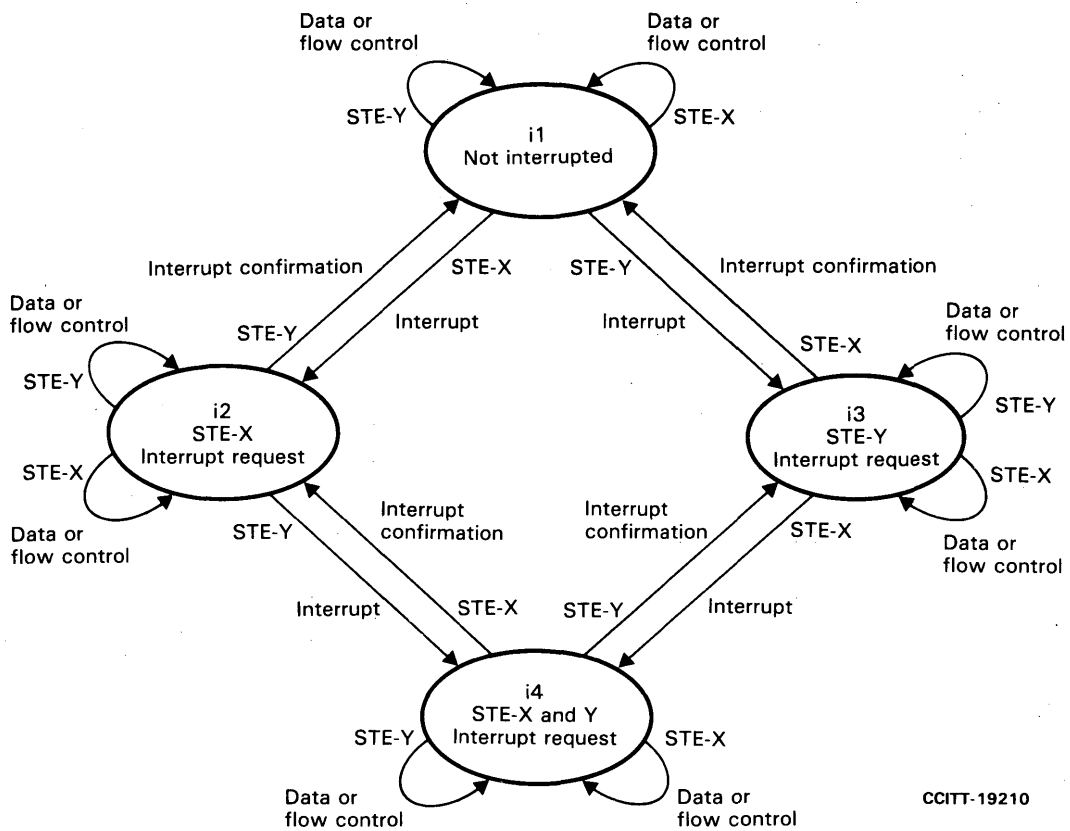 Data or
flow control
Data or
flow control
STE-Y
STE-X
i1
Not interrupted
Interrupt confirmation
STE-X
STE-Y
Interrupt confirmation
Data or
flow control
STE-Y
Interrupt
Interrupt
STE-X
Data or
flow control
STE-Y
STE-Y
i2
STE-X
Interrupt request
i3
STE-Y
Interrupt request
STE-X
STE-X
Data or
flow control
STE-Y
Interrupt
confirmation
Interrupt
confirmation
STE-X
Data or
flow control
Interrupt
STE-X
STE-Y
Interrupt
i4
STE-X and Y
Interrupt request
STE-Y
STE-X
Data or
flow control
Data or
flow control
CCITT-19210